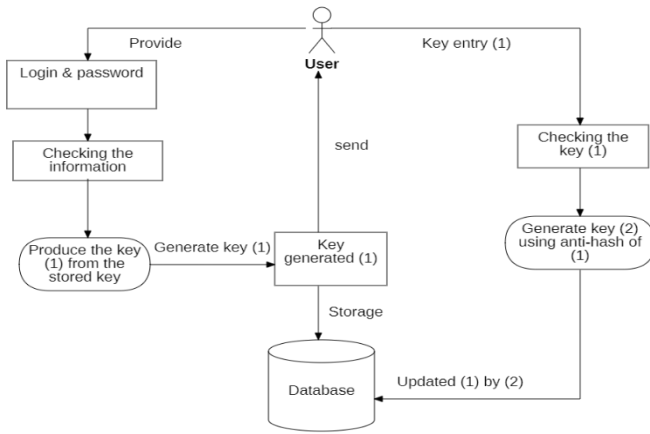 Provide
Key entry (1)
User
Login & password
Checking the
information
send
Checking the
key (1)
Produce the key
(1) from the
stored key
Generate key (1)
Key
generated (1)
Generate key (2)
using anti-hash of
(1)
Storage
Database
Updated (1) by (2)